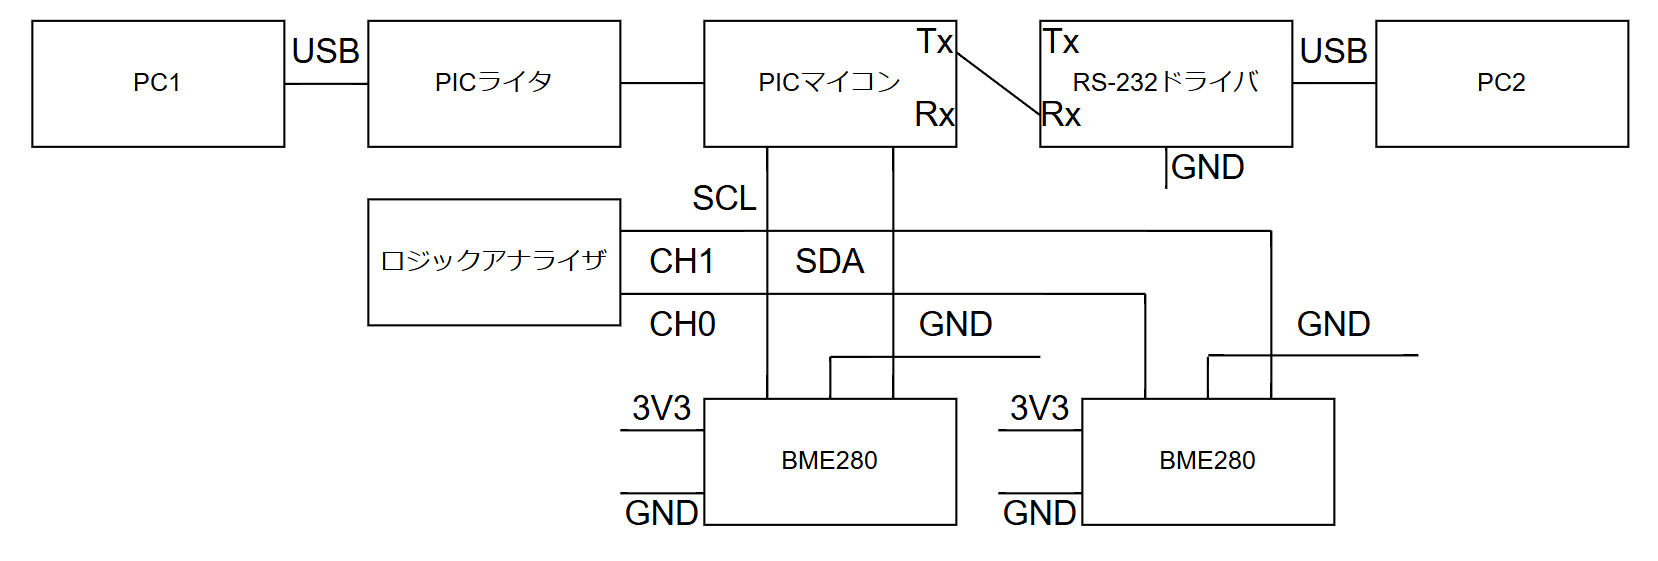 PC1
USB
PICライタ
PICマイコン
Tx
Rx
Tx
RS-232ドライバ
Rx
USB
PC2
GND
SCL
ロジックアナライザ
CH1
SDA
CH0
GND
GND
3V3
BME280
GND
3V3
BME280
GND